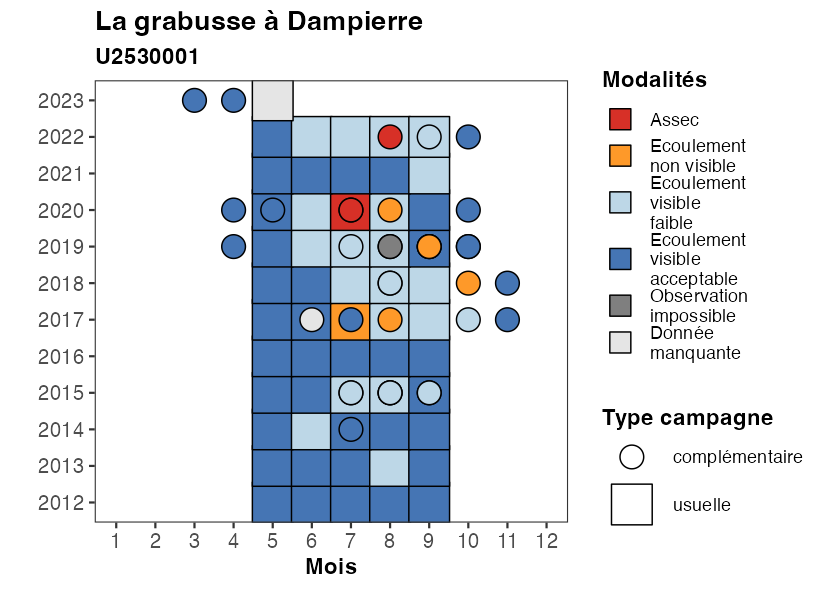 La grabusse à Dampierre
U2530001
2023
2022
2021
2020
2019
2018
2017
2016
2015
2014
2013
2012
1 2 3 4 5 6 7 8 9 10 11 12
Mois
Modalités
Assec
Ecoulement
non visible
Ecoulement
visible
faible
Ecoulement
visible
acceptable
Observation
impossible
Donnée
manquante
Type campagne
complémentaire
usuelle